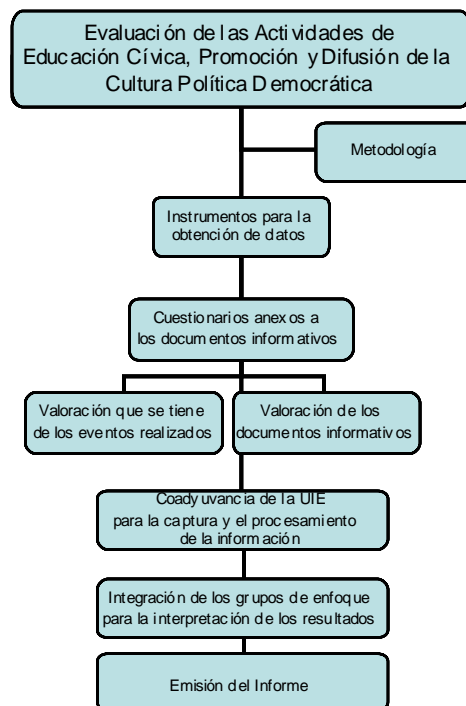 Evaluación de las Actividades de
Educación Cívica, Promoción y Difusión de la
Cultura Política Democrática
Metodología
Instrumentos para la
obtención de datos
Cuestionarios anexos a
los documentos informativos
Valoración que se tiene
de los eventos realizados
Valoración de los
documentos informativos
Coadyuvancia de la UIE
para la captura y el procesamiento
de la información
Integración de los grupos de enfoque
para la interpretación de los resultados
Emisión del Informe